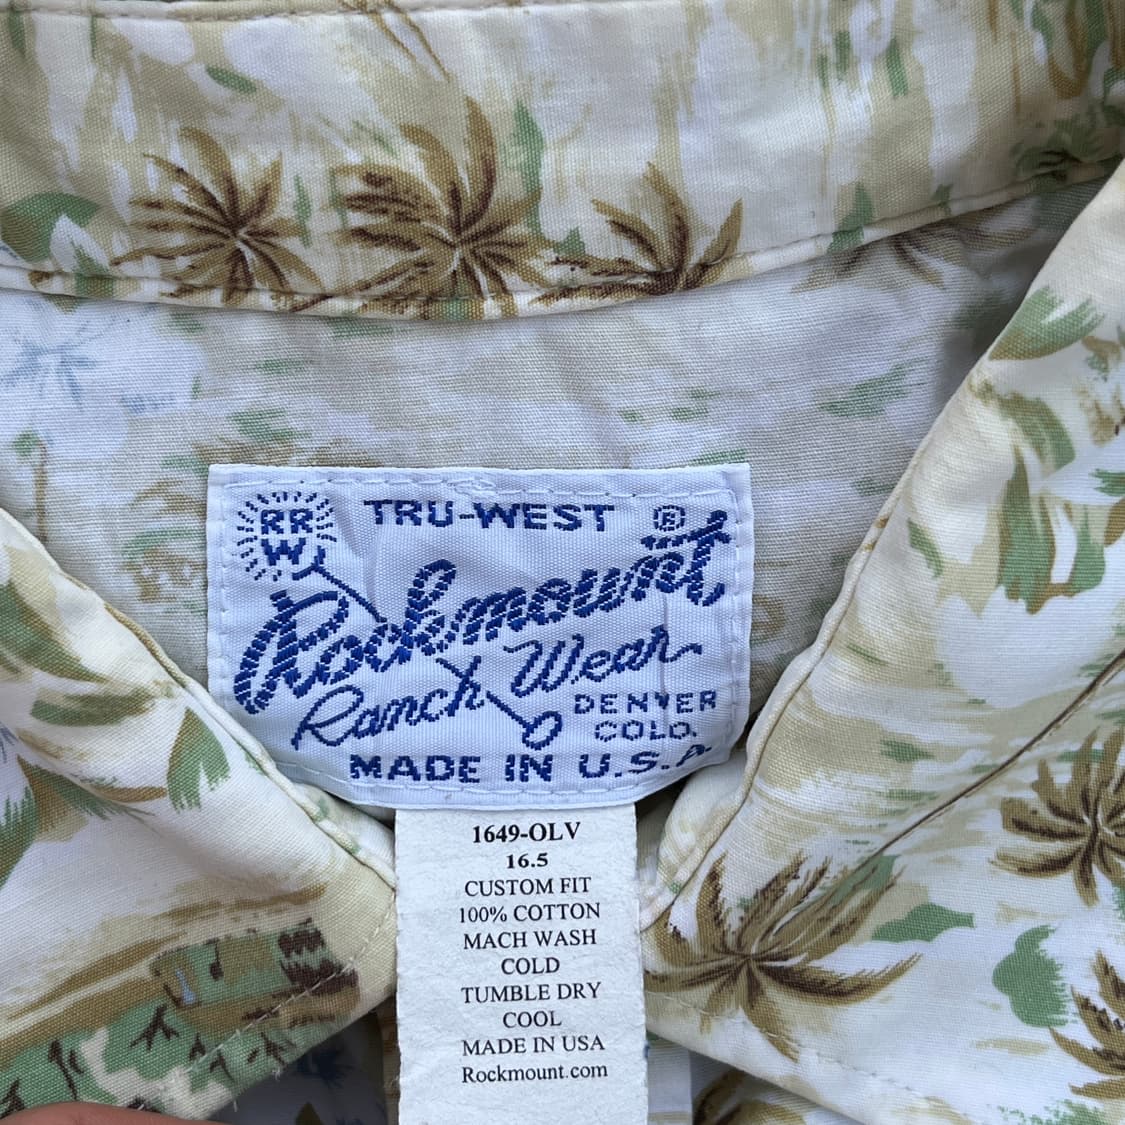 RR
W
TRU-WEST ®
Rockmount
Ranch Wear
DENVER
COLO.
MADE IN U.S.A.
1649-OLV
16.5
CUSTOM FIT
100% COTTON
MACH WASH
COLD
TUMBLE DRY
COOL
MADE IN USA
Rockmount.com